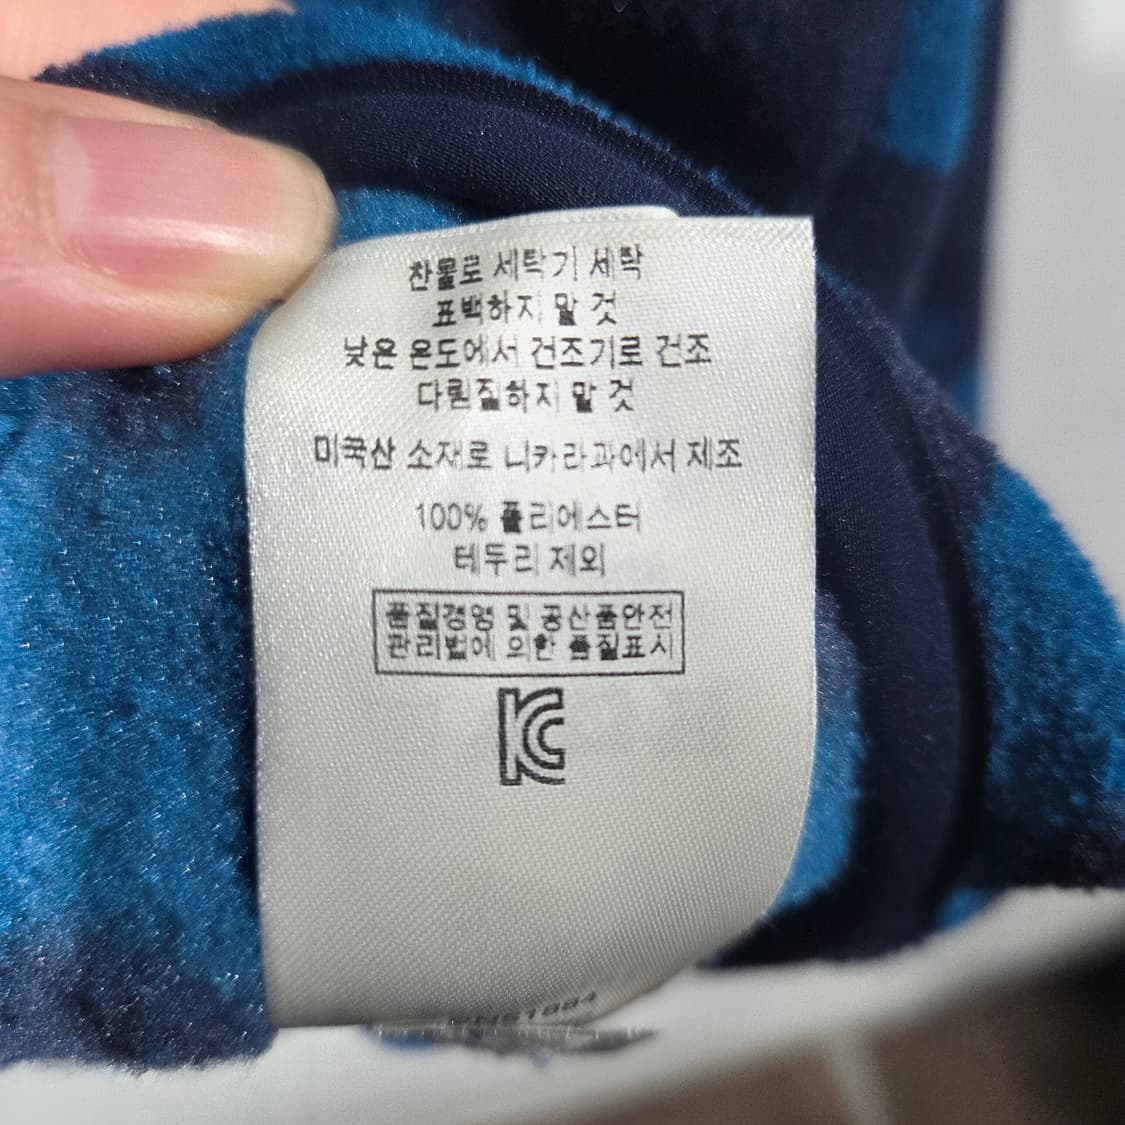 찬물로 세탁기 세탁
표백하지 말 것
낮은 온도에서 건조기로 건조
다림질하지 말 것
미국산 소재로 니카라과에서 제조
100% 폴리에스터
테두리 제외
품질경영 및 공산품안전
관리법에 의한 품질표시
KC